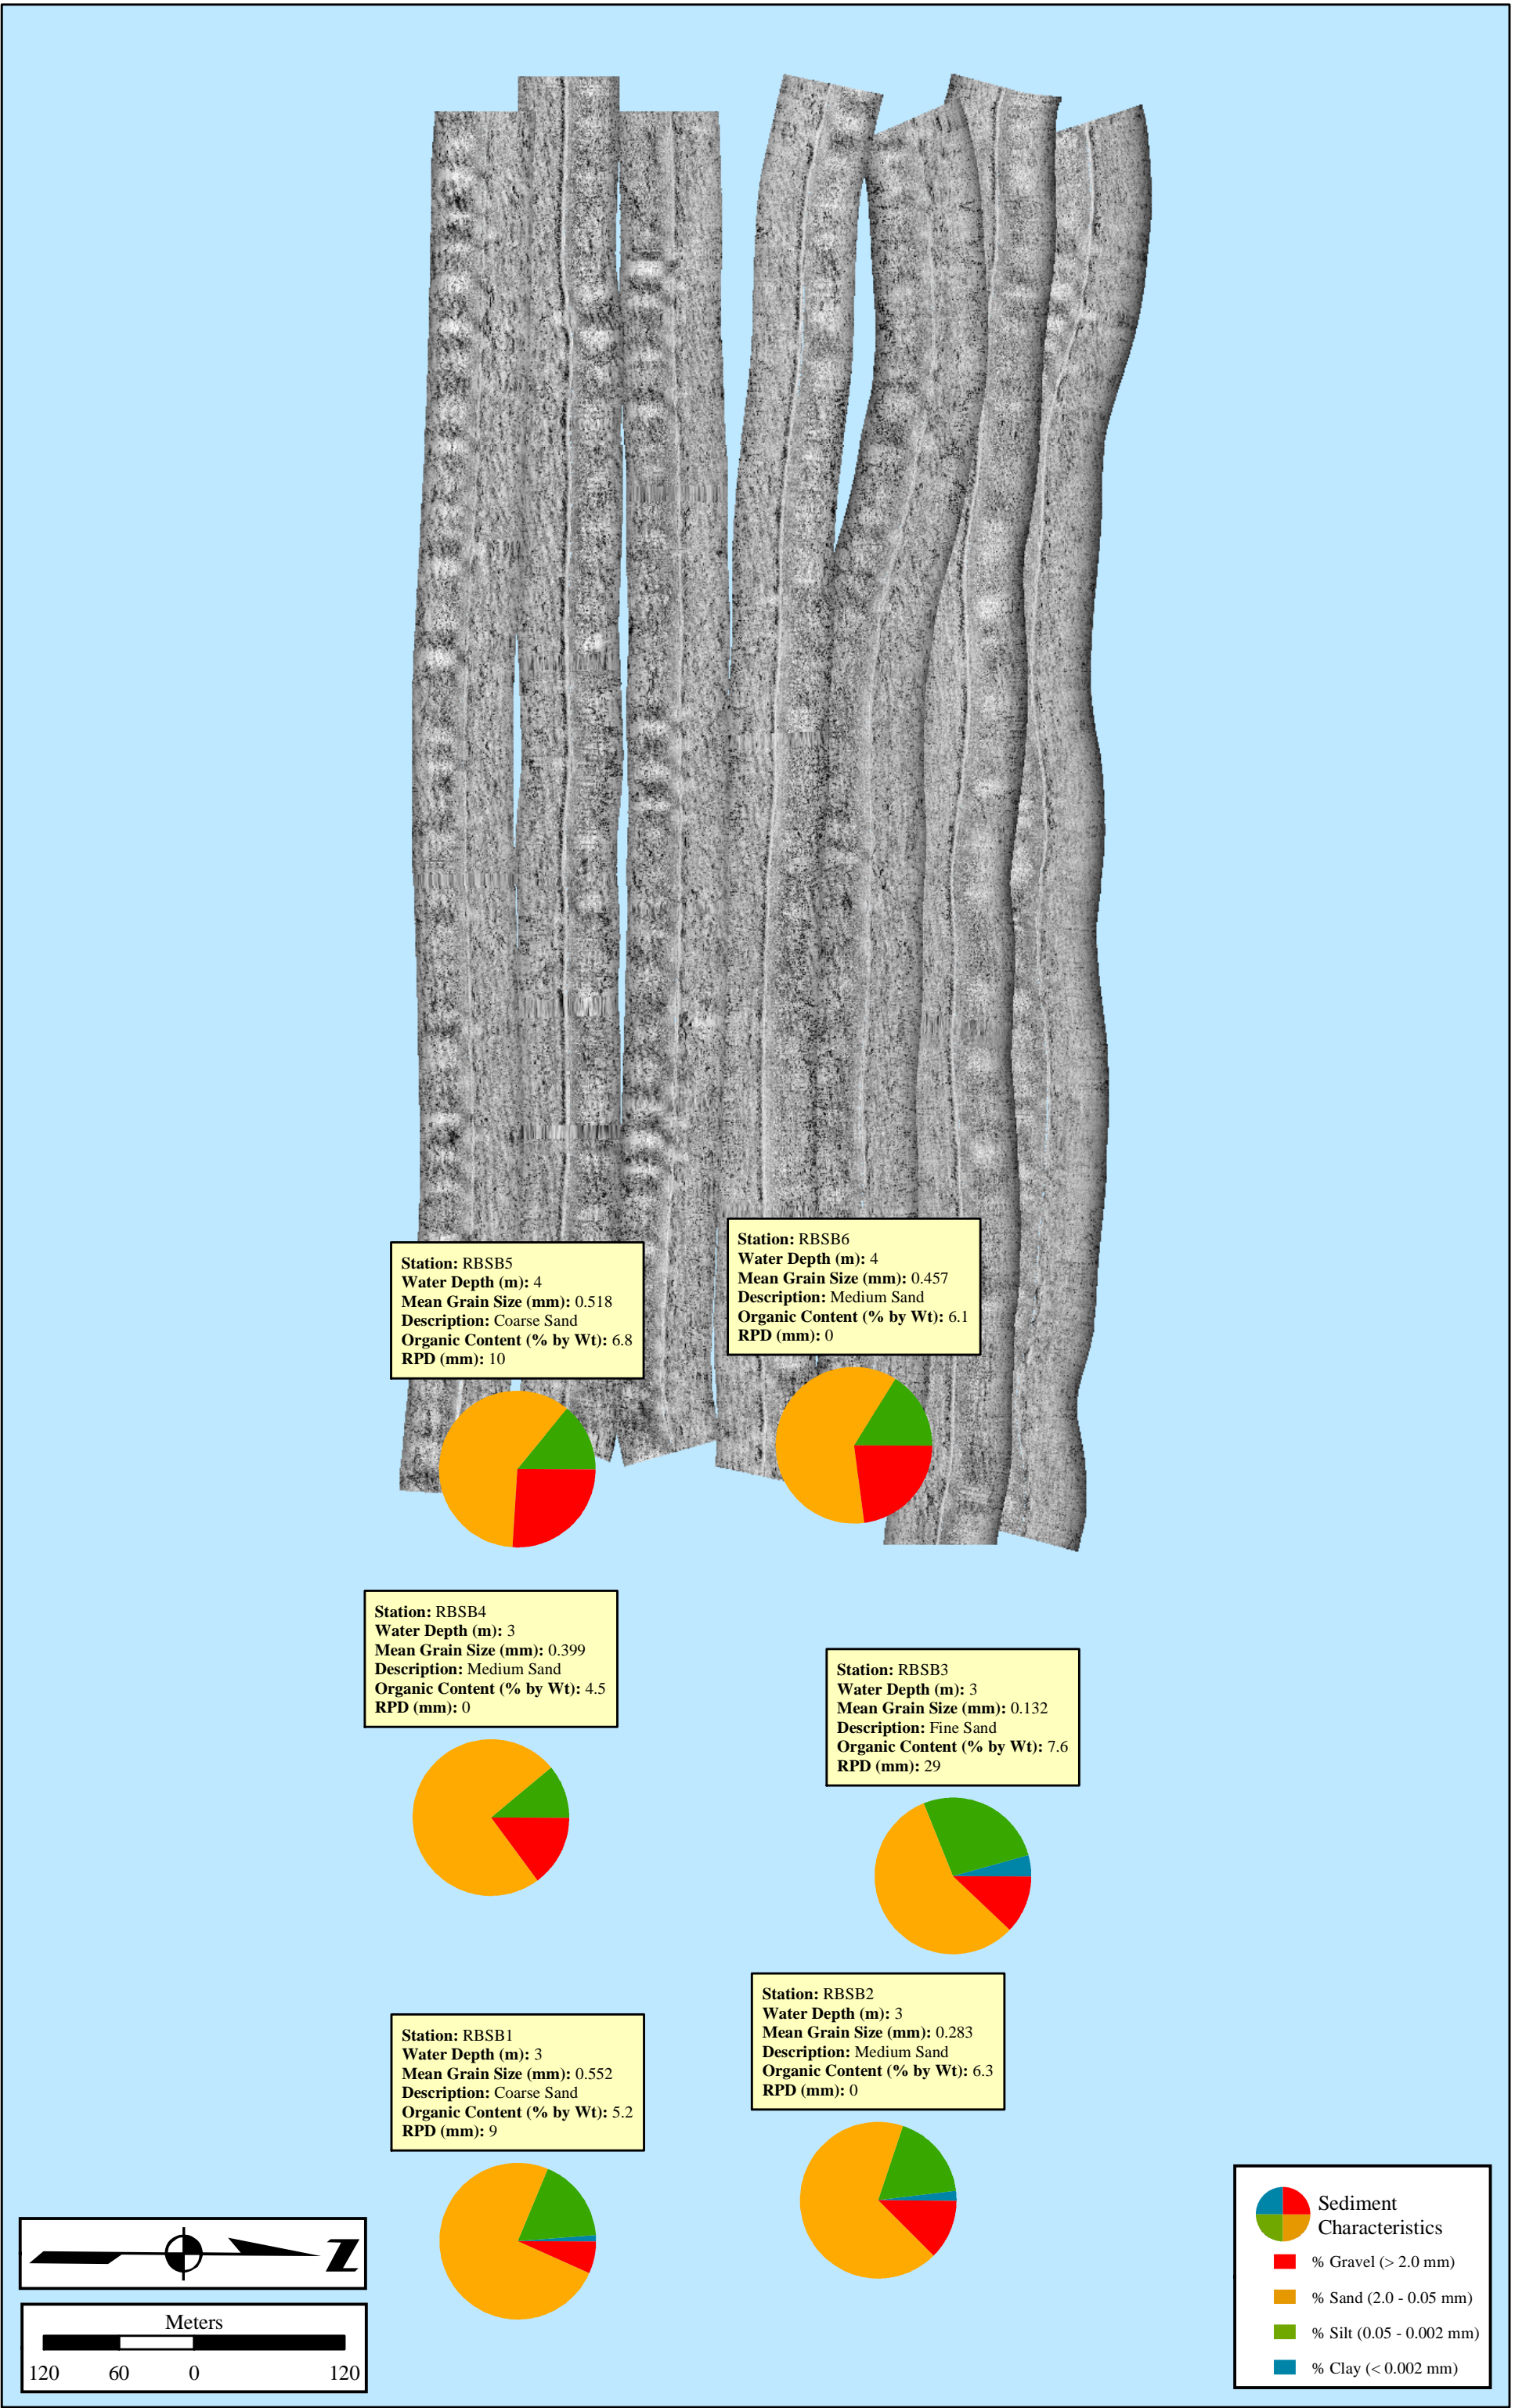 Station: RBSB5
Water Depth (m): 4
Mean Grain Size (mm): 0.518
Description: Coarse Sand
Organic Content (% by Wt): 6.8
RPD (mm): 10
Station: RBSB6
Water Depth (m): 4
Mean Grain Size (mm): 0.457
Description: Medium Sand
Organic Content (% by Wt): 6.1
RPD (mm): 0
Station: RBSB4
Water Depth (m): 3
Mean Grain Size (mm): 0.399
Description: Medium Sand
Organic Content (% by Wt): 4.5
RPD (mm): 0
Station: RBSB3
Water Depth (m): 3
Mean Grain Size (mm): 0.132
Description: Fine Sand
Organic Content (% by Wt): 7.6
RPD (mm): 29
Station: RBSB1
Water Depth (m): 3
Mean Grain Size (mm): 0.552
Description: Coarse Sand
Organic Content (% by Wt): 5.2
RPD (mm): 9
Station: RBSB2
Water Depth (m): 3
Mean Grain Size (mm): 0.283
Description: Medium Sand
Organic Content (% by Wt): 6.3
RPD (mm): 0
N
Meters
120 60 0 120
Sediment
Characteristics
% Gravel (> 2.0 mm)
% Sand (2.0 - 0.05 mm)
% Silt (0.05 - 0.002 mm)
% Clay (< 0.002 mm)